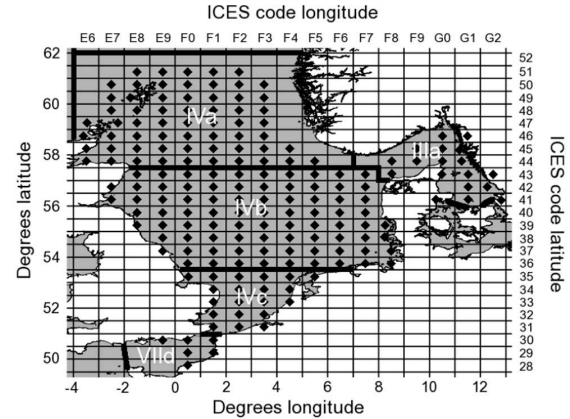 ICES code longitude
E6 E7 E8 E9 F0 F1 F2 F3 F4 F5 F6 F7 F8 F9 G0 G1 G2
62
60
58
56
54
52
50
Degrees latitude
IVa
IIIa
IVb
IVc
VIId
52
51
50
49
48
47
46
45
44
43
42
41
40
39
38
37
36
35
34
33
32
31
30
29
28
ICES code latitude
-4 -2 0 2 4 6 8 10 12
Degrees longitude